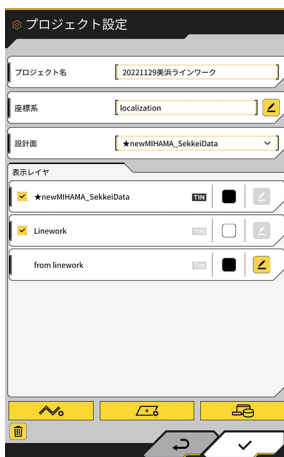 プロジェクト設定
プロジェクト名 20221129美浜ラインワーク
座標系 localization
設計面 ★newMIHAMA_SekkeiData
表示レイヤ
★newMIHAMA_SekkeiData TIN
Linework TIN
from linework TIN